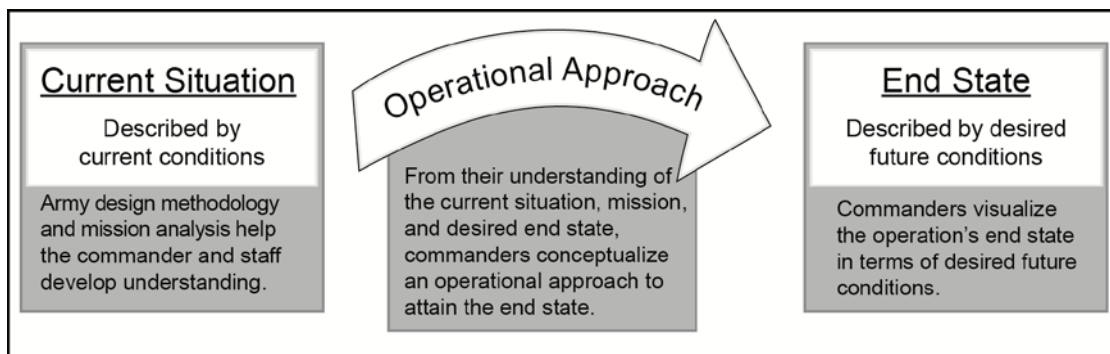 Current Situation
Described by
current conditions
Army design methodology
and mission analysis help
the commander and staff
develop understanding.
Operational Approach
From their understanding of
the current situation, mission,
and desired end state,
commanders conceptualize
an operational approach to
attain the end state.
End State
Described by desired
future conditions
Commanders visualize
the operation’s end state
in terms of desired future
conditions.